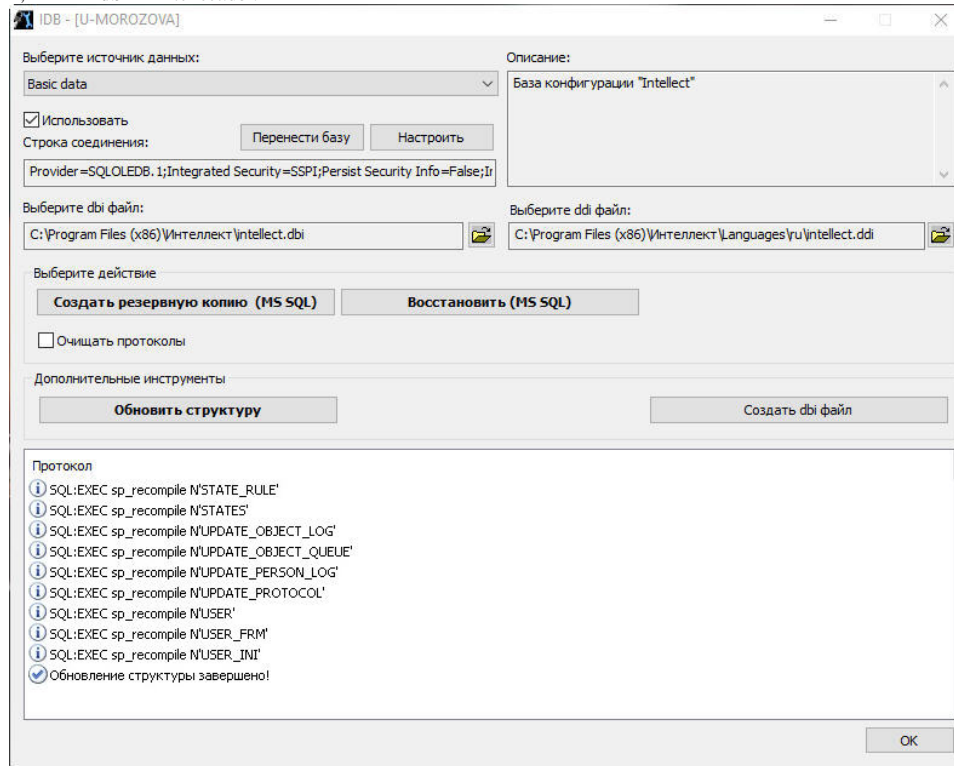 IDB - [U-MOROZOVA]
Выберите источник данных:
Описание:
Basic data
База конфигурации "Intellect"
Использовать
Строка соединения:
Перенести базу
Настроить
Provider=SQLOLEDB.1;Integrated Security=SSPI;Persist Security Info=False;Ir
Выберите dbi файл:
Выберите ddi файл:
C:\Program Files (x86)\Интеллект\intellect.dbi
C:\Program Files (x86)\Интеллект\Languages\ru\intellect.ddi
Выберите действие
Создать резервную копию (MS SQL)
Восстановить (MS SQL)
Очищать протоколы
Дополнительные инструменты
Обновить структуру
Создать dbi файл
Протокол
SQL:EXEC sp_recompile N'STATE_RULE'
SQL:EXEC sp_recompile N'STATES'
SQL:EXEC sp_recompile N'UPDATE_OBJECT_LOG'
SQL:EXEC sp_recompile N'UPDATE_OBJECT_QUEUE'
SQL:EXEC sp_recompile N'UPDATE_PERSON_LOG'
SQL:EXEC sp_recompile N'UPDATE_PROTOCOL'
SQL:EXEC sp_recompile N'USER'
SQL:EXEC sp_recompile N'USER_FRM'
SQL:EXEC sp_recompile N'USER_INI'
Обновление структуры завершено!
OK